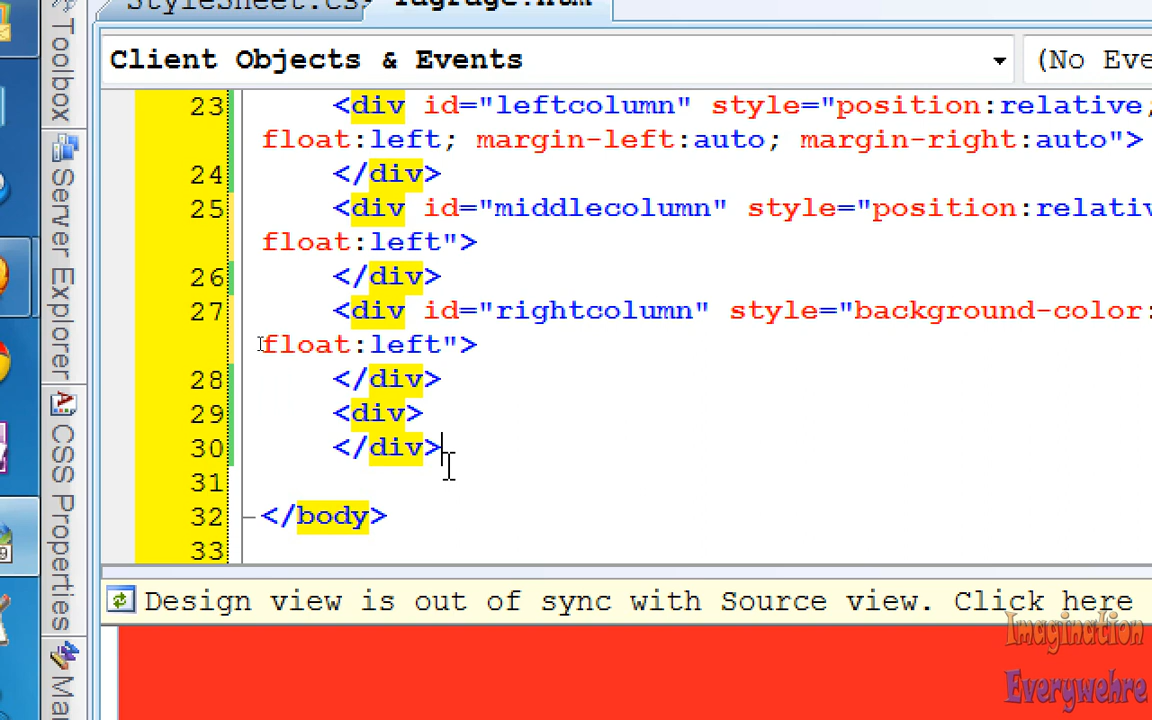 StyleSheet.cs
Client Objects & Events
(No Eve
23 <div id="leftcolumn" style="position:relative;
float:left; margin-left:auto; margin-right:auto">
24 </div>
25 <div id="middlecolumn" style="position:relativ
float:left">
26 </div>
27 <div id="rightcolumn" style="background-color:
float:left">
28 </div>
29 <div>
30 </div>
31
32 </body>
33
Design view is out of sync with Source view. Click here
Toolbox
Server Explorer
CSS Properties
Ma
Imagination
Everywehre